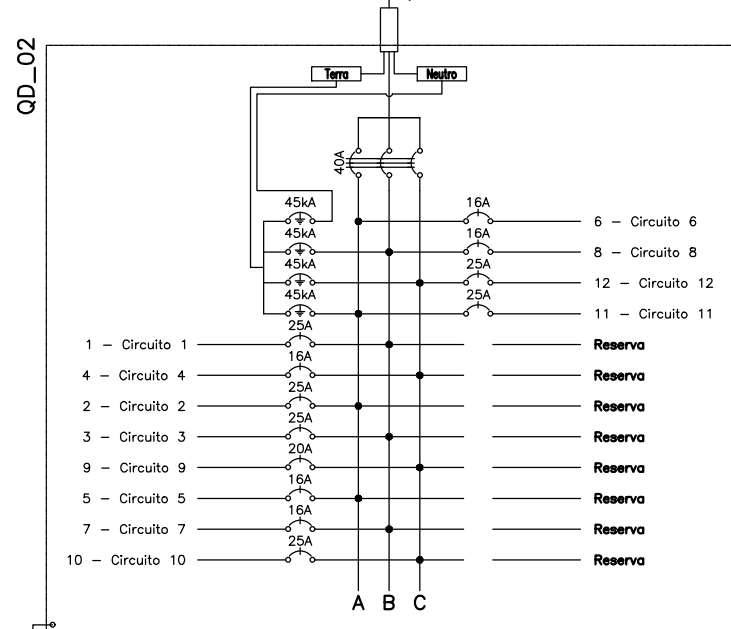 QD_02
Terra
Neutro
40A
45kA
16A
6 - Circuito 6
45kA
16A
8 - Circuito 8
45kA
25A
12 - Circuito 12
45kA
25A
11 - Circuito 11
1 - Circuito 1
25A
Reserva
4 - Circuito 4
16A
Reserva
2 - Circuito 2
25A
Reserva
3 - Circuito 3
25A
Reserva
9 - Circuito 9
20A
Reserva
5 - Circuito 5
16A
Reserva
7 - Circuito 7
16A
Reserva
10 - Circuito 10
25A
Reserva
A B C